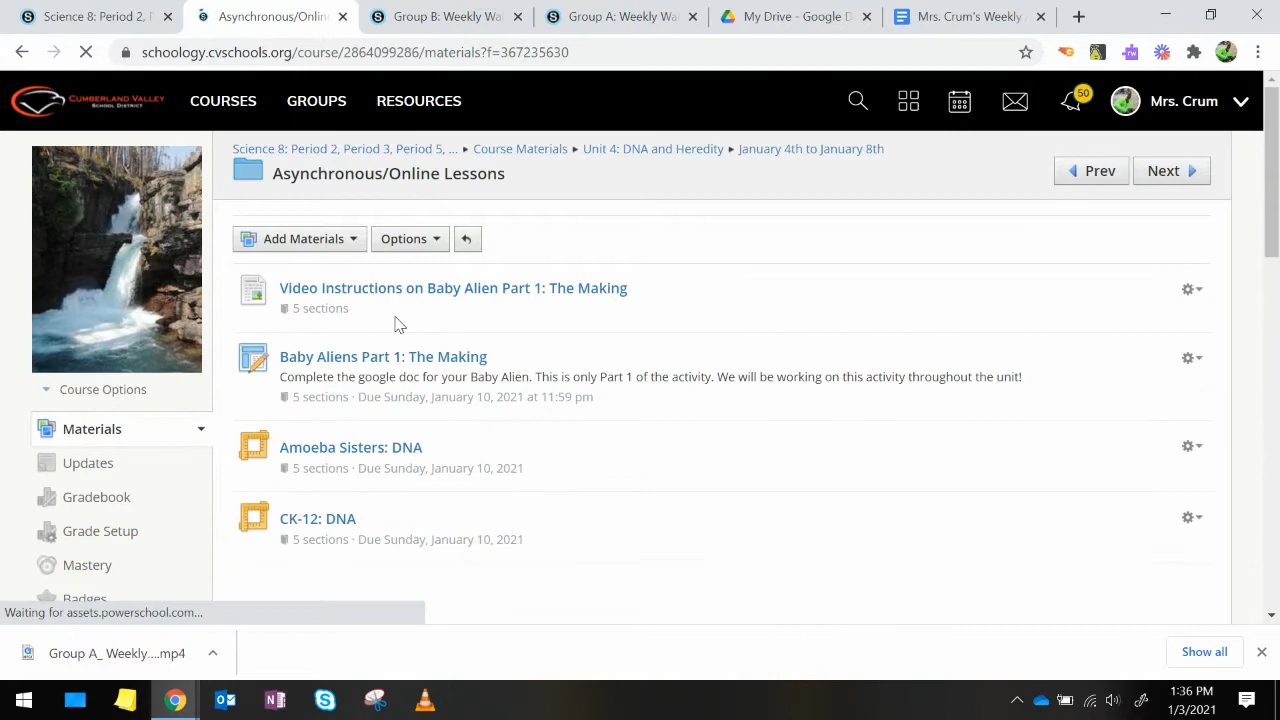 Science 8: Period 2, P
Asynchronous/Online
Group B: Weekly Wa
Group A: Weekly Wa
My Drive - Google D
Mrs. Crum's Weekly
schoology.cvschools.org/course/2864099286/materials?f=367235630
CUMBERLAND VALLEY
SCHOOL DISTRICT
COURSES
GROUPS
RESOURCES
50
Mrs. Crum
Science 8: Period 2, Period 3, Period 5, ... ▸ Course Materials ▸ Unit 4: DNA and Heredity ▸ January 4th to January 8th
Asynchronous/Online Lessons
Prev
Next
Add Materials
Options
Video Instructions on Baby Alien Part 1: The Making
5 sections
Baby Aliens Part 1: The Making
Complete the google doc for your Baby Alien. This is only Part 1 of the activity. We will be working on this activity throughout the unit!
5 sections · Due Sunday, January 10, 2021 at 11:59 pm
Amoeba Sisters: DNA
5 sections · Due Sunday, January 10, 2021
CK-12: DNA
5 sections · Due Sunday, January 10, 2021
Course Options
Materials
Updates
Gradebook
Grade Setup
Mastery
Badges
Waiting for assets.powerschool.com...
Group A_ Weekly....mp4
Show all
1:36 PM
1/3/2021